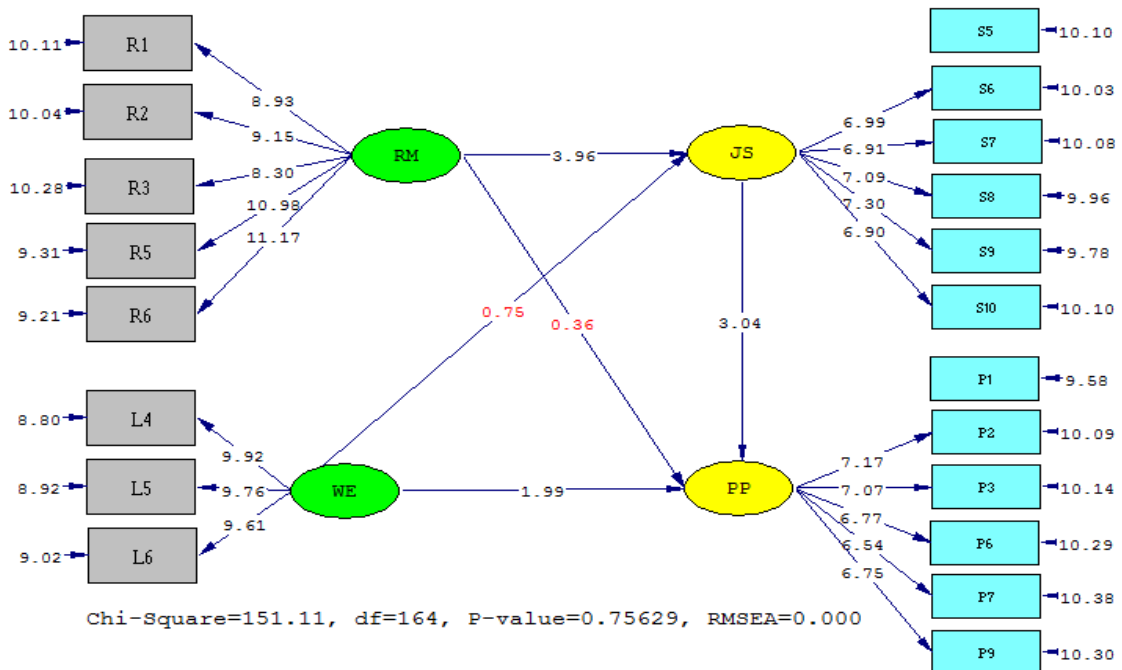 10.11 R1
10.04 R2
10.28 R3
9.31 R5
9.21 R6
8.93
9.15
8.30
10.98
11.17
RM
3.96
0.75
0.36
JS
3.04
6.99
6.91
7.09
7.30
6.90
S5 10.10
S6 10.03
S7 10.08
S8 9.96
S9 9.78
S10 10.10
8.80 L4
8.92 L5
9.02 L6
9.92
9.76
9.61
WE
1.99
PP
7.17
7.07
6.77
6.54
6.75
P1 9.58
P2 10.09
P3 10.14
P6 10.29
P7 10.38
P9 10.30
Chi-Square=151.11, df=164, P-value=0.75629, RMSEA=0.000